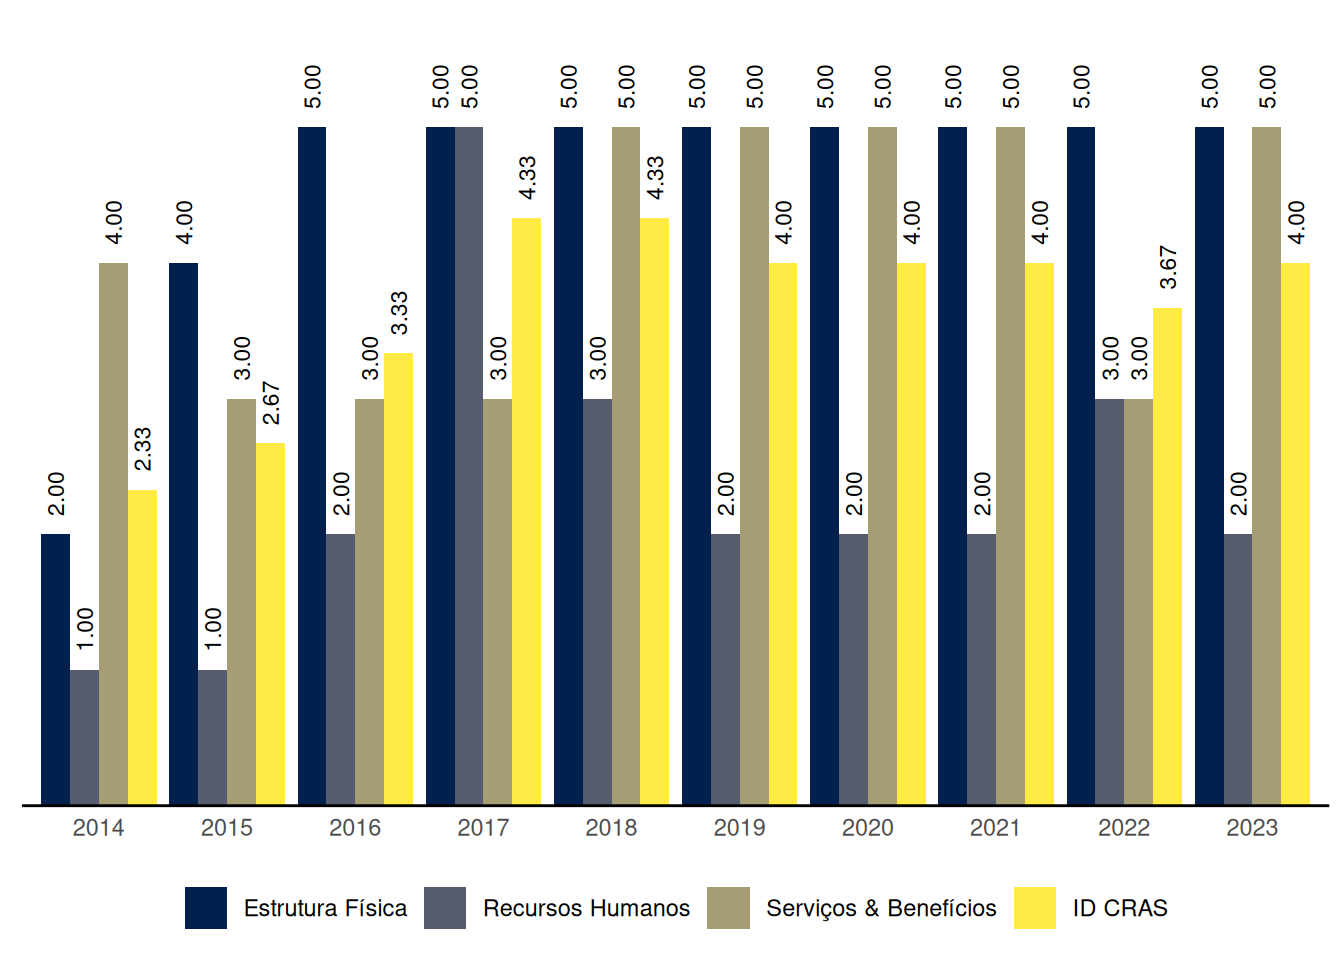 2.00 1.00 4.00 2.33
4.00 1.00 3.00 2.67
5.00 2.00 3.00 3.33
5.00 5.00 3.00 4.33
5.00 3.00 5.00 4.33
5.00 2.00 5.00 4.00
5.00 2.00 5.00 4.00
5.00 2.00 5.00 4.00
5.00 3.00 3.00 3.67
5.00 2.00 5.00 4.00
2014 2015 2016 2017 2018 2019 2020 2021 2022 2023
Estrutura Física Recursos Humanos Serviços & Benefícios ID CRAS